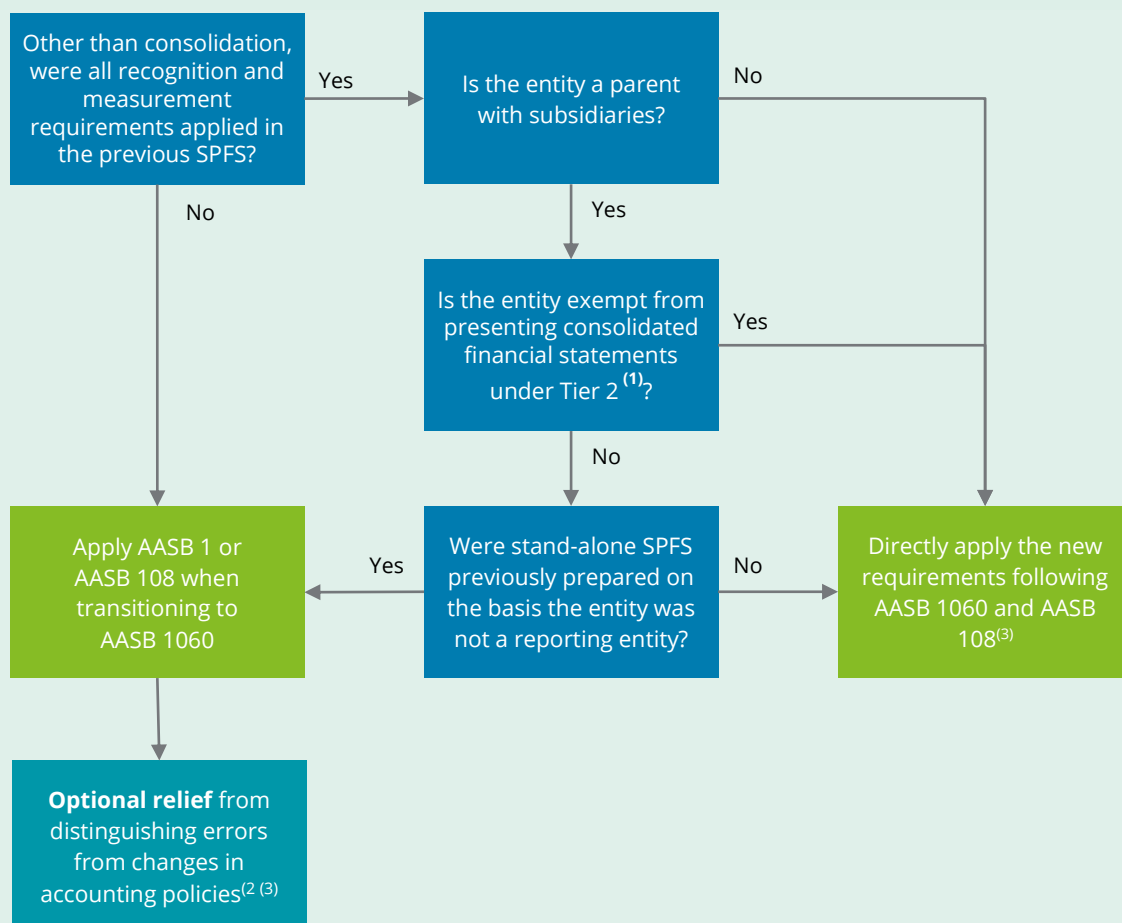 Other than consolidation,
were all recognition and
measurement
requirements applied in
the previous SPFS?
Yes
Is the entity a parent
with subsidiaries?
No
No
Yes
Is the entity exempt from
presenting consolidated
financial statements
under Tier 2 (1)?
Yes
No
Apply AASB 1 or
AASB 108 when
transitioning to
AASB 1060
Yes
Were stand-alone SPFS
previously prepared on
the basis the entity was
not a reporting entity?
No
Directly apply the new
requirements following
AASB 1060 and AASB
108(3)
Optional relief from
distinguishing errors
from changes in
accounting policies(2 (3)